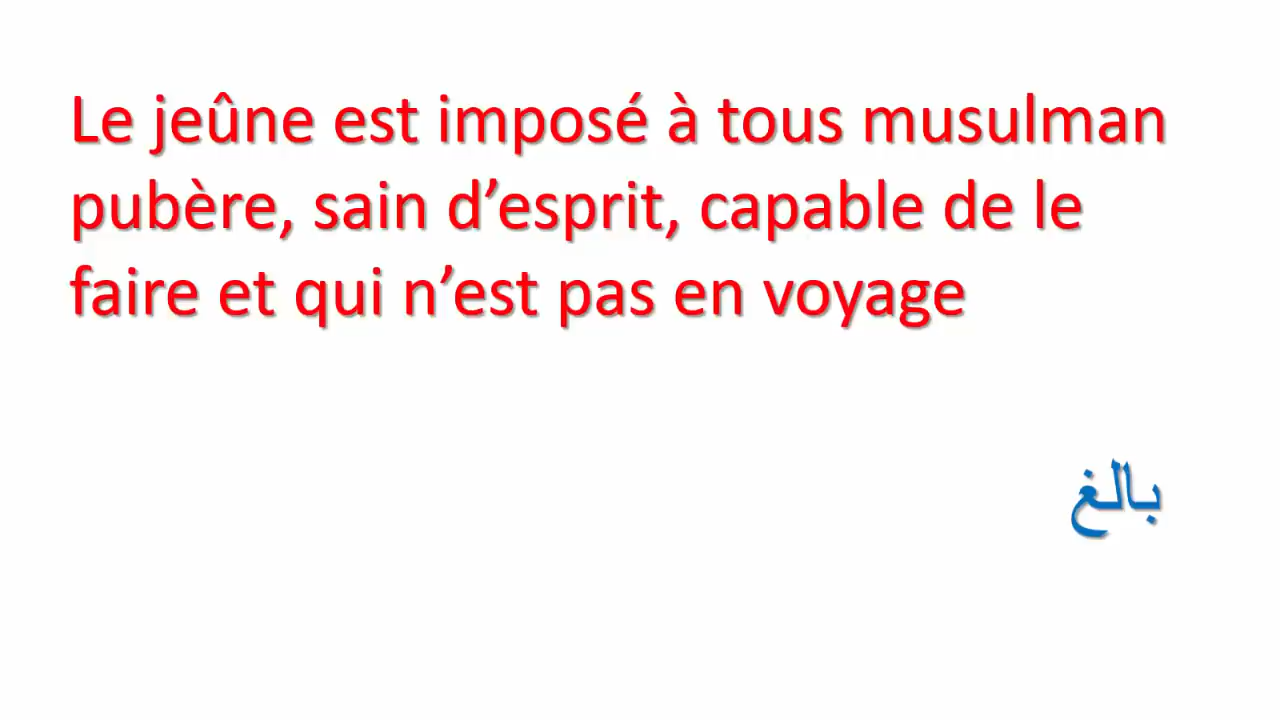 Le jeûne est imposé à tous musulman
pubère, sain d’esprit, capable de le
faire et qui n’est pas en voyage
بالغ